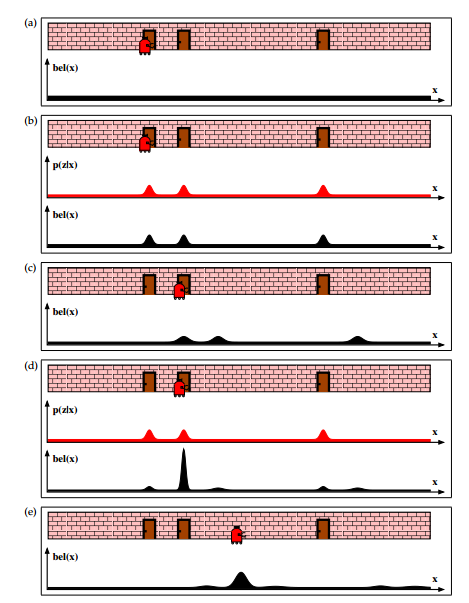 (a)
bel(x)
x
(b)
p(z|x)
x
bel(x)
x
(c)
bel(x)
x
(d)
p(z|x)
x
bel(x)
x
(e)
bel(x)
x